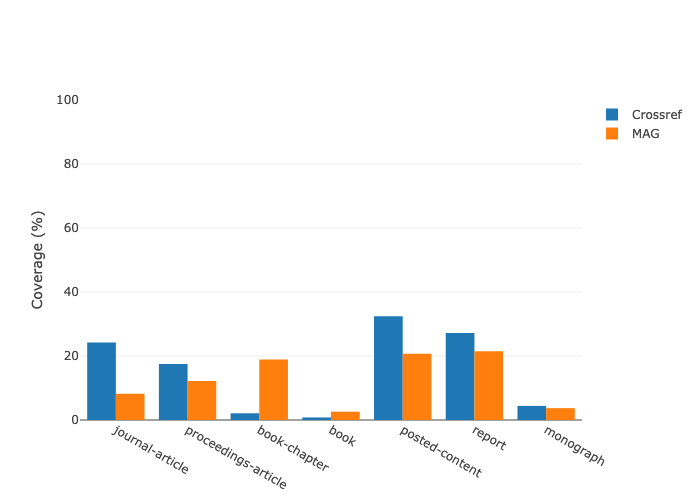 100
80
60
40
20
0
Coverage (%)
journal-article
proceedings-article
book-chapter
book
posted-content
report
monograph
Crossref
MAG